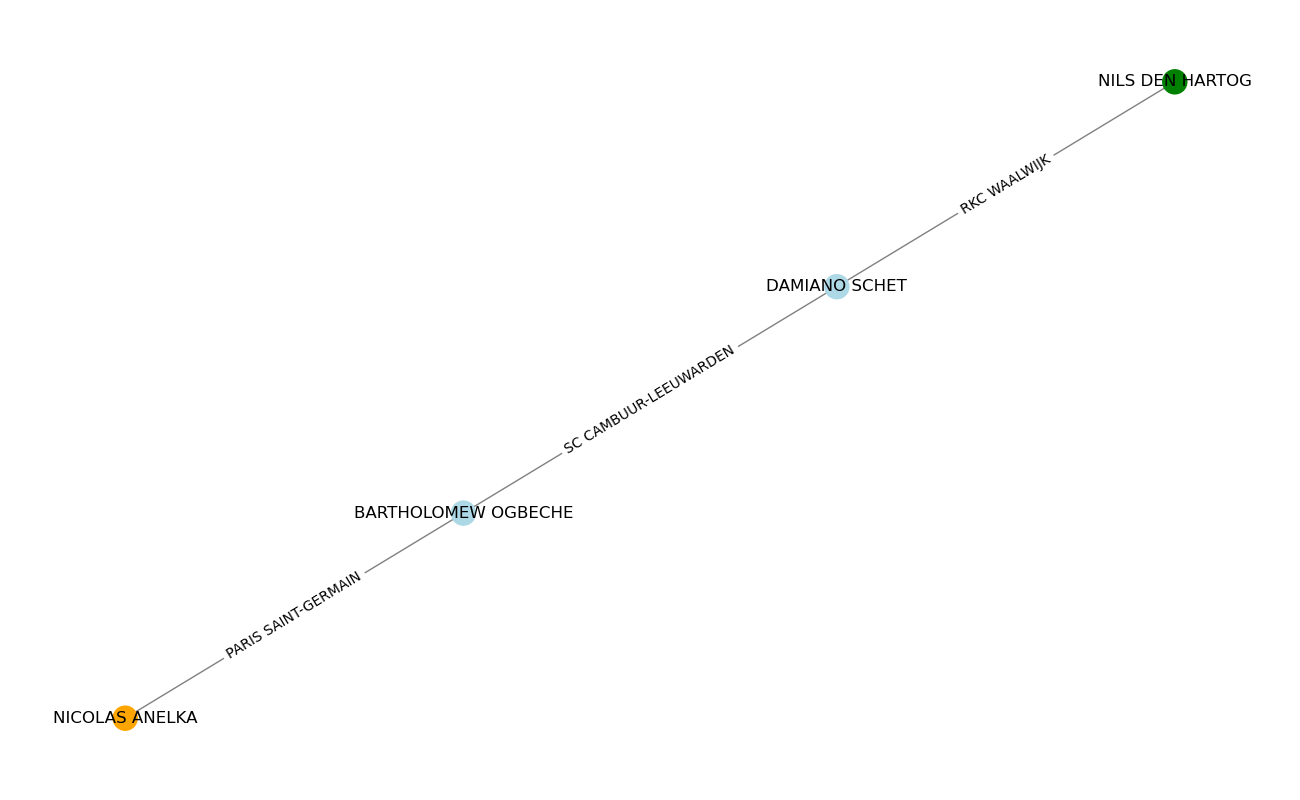 NILS DEN HARTOG
RKC WAALWIJK
DAMIANO SCHET
SC CAMBUUR-LEEUWARDEN
BARTHOLOMEW OGBECHE
PARIS SAINT-GERMAIN
NICOLAS ANELKA